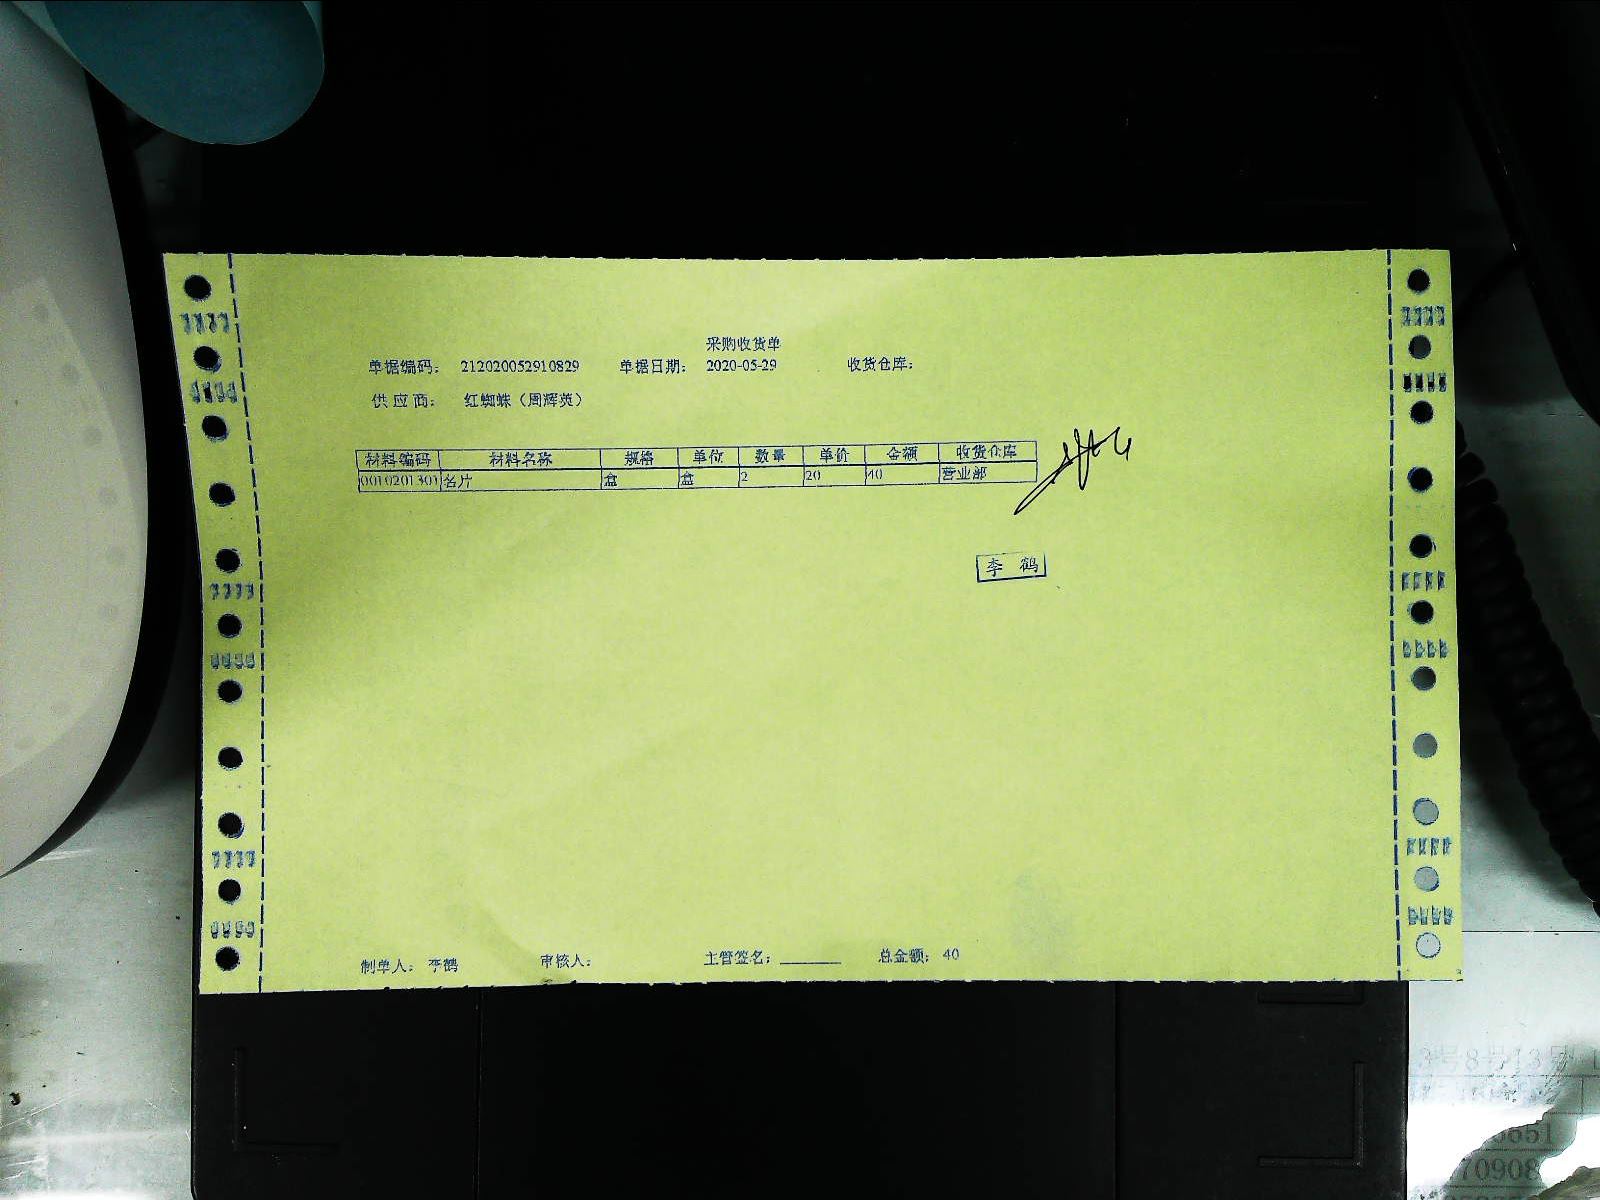 采购收货单
单据编码： 212020052910829 单据日期： 2020-05-29 收货仓库：
供应商： 红蜘蛛（周辉英）
材料编码 材料名称 规格 单位 数量 单价 金额 收货仓库
0010201301 名片 盒 盒 2 20 40 营业部
李鹤
制单人： 李鹤 审核人： 主管签名：______ 总金额： 40
70908